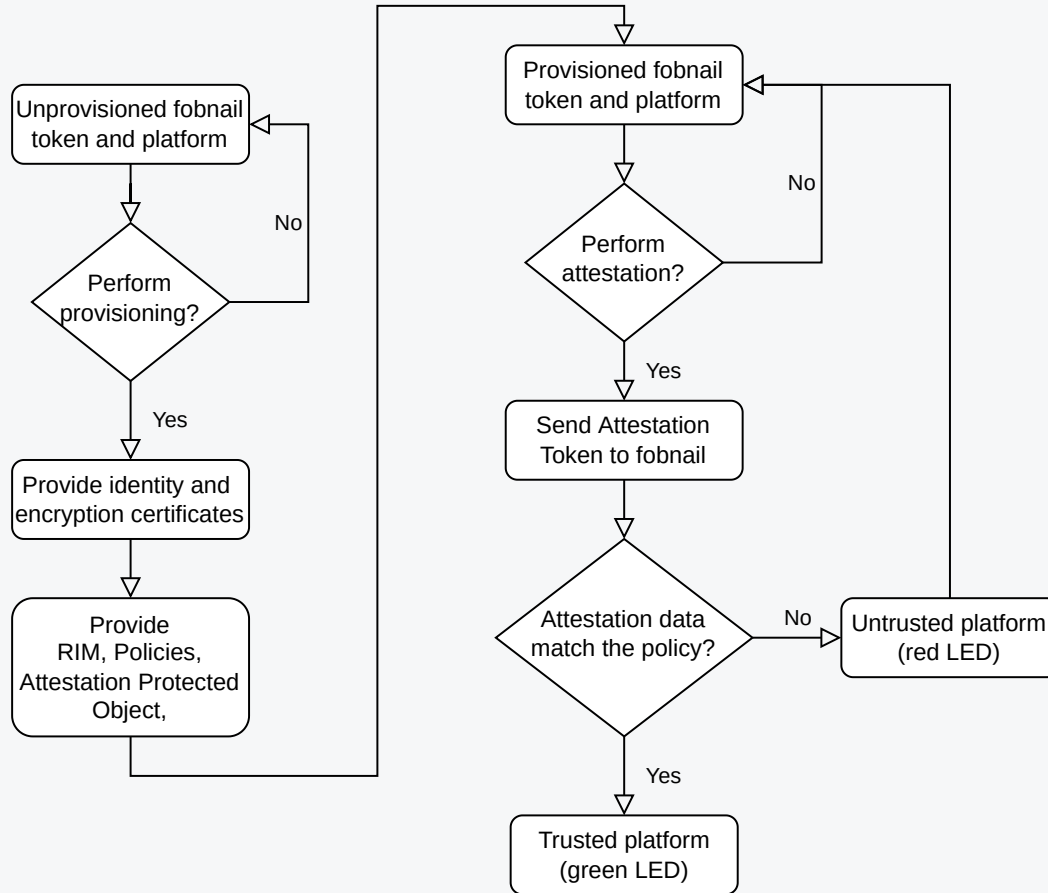 Unprovisioned fobnail
token and platform
No
Perform
provisioning?
Yes
Provide identity and
encryption certificates
Provide
RIM, Policies,
Attestation Protected
Object,
Provisioned fobnail
token and platform
No
Perform
attestation?
Yes
Send Attestation
Token to fobnail
Attestation data
match the policy?
No
Untrusted platform
(red LED)
Yes
Trusted platform
(green LED)